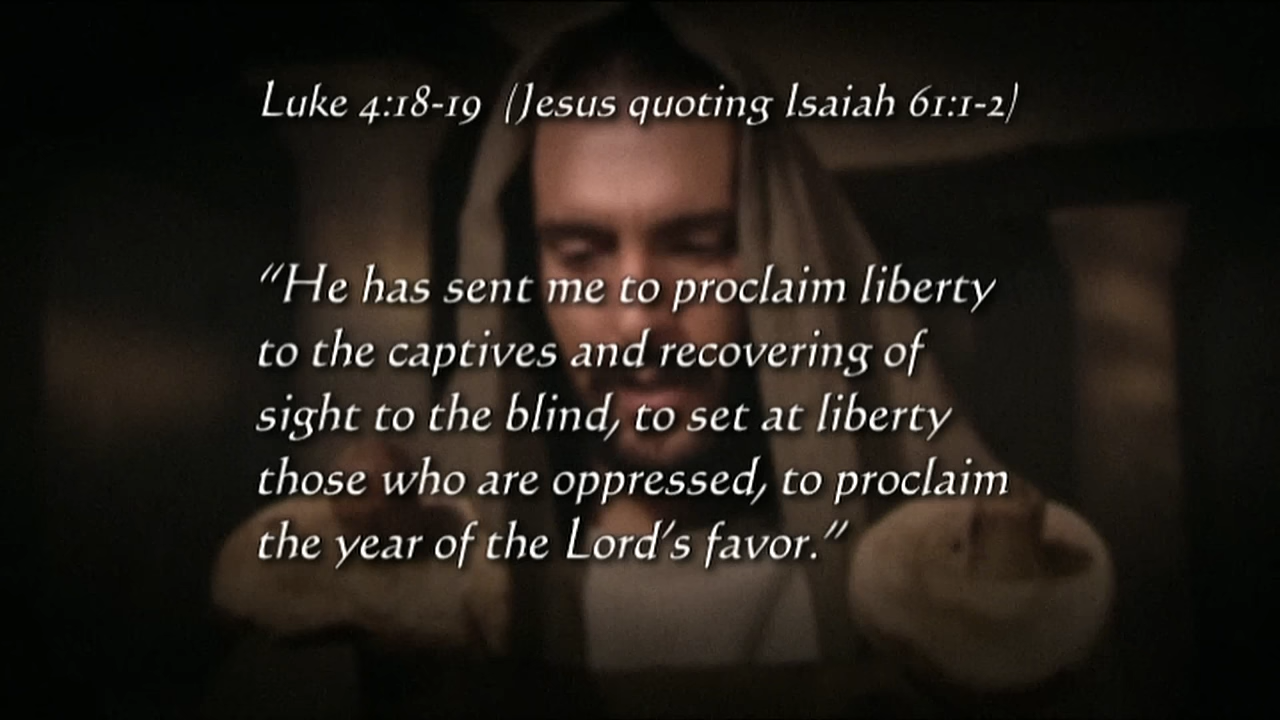 Luke 4:18-19 (Jesus quoting Isaiah 61:1-2)
“He has sent me to proclaim liberty
to the captives and recovering of
sight to the blind, to set at liberty
those who are oppressed, to proclaim
the year of the Lord’s favor.”